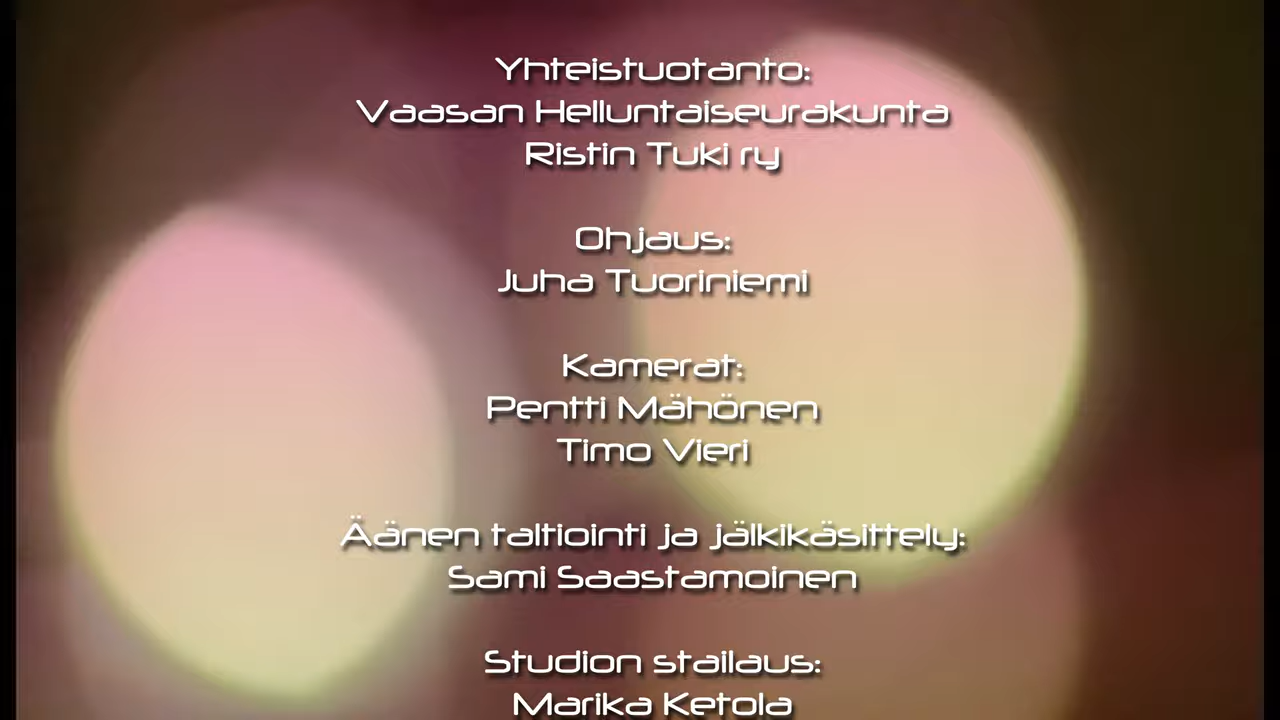 Yhteistuotanto:
Vaasan Helluntaiseurakunta
Ristin Tuki ry
Ohjaus:
Juha Tuoriniemi
Kamerat:
Pentti Mähönen
Timo Vieri
Äänen taltiointi ja jälkikäsittely:
Sami Saastamoinen
Studion stailaus:
Marika Ketola